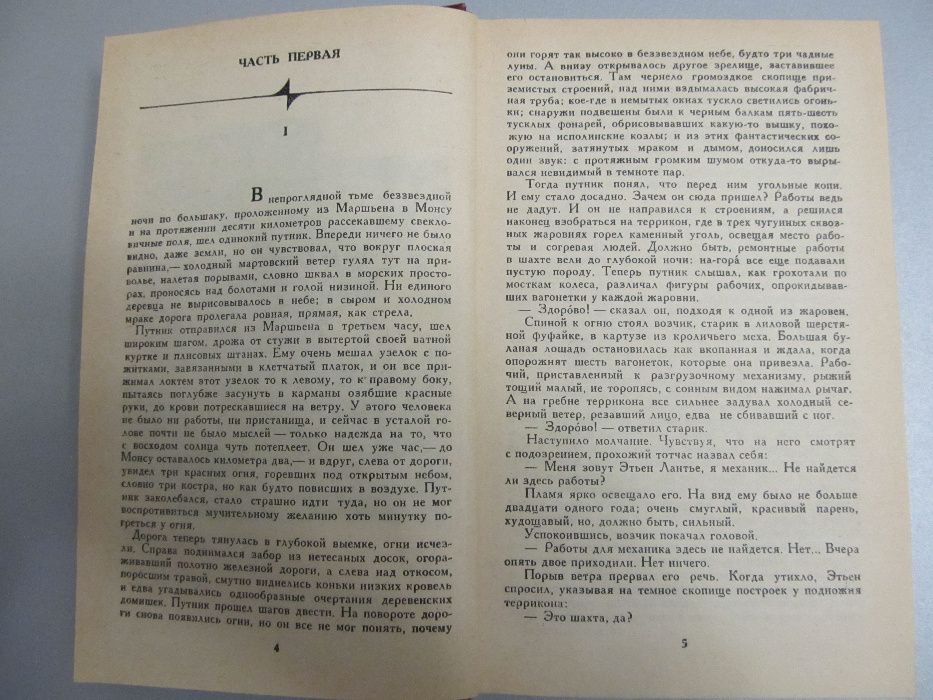 ЧАСТЬ ПЕРВАЯ
I
В непроглядной тьме беззвездной
ночи по большаку, проложенному из Маршьена в Монсу
и на протяжении десяти километров рассекавшему свекло-
вичные поля, шел одинокий путник. Впереди ничего не было
видно, даже земли, но он чувствовал, что вокруг плоская
равнина,— холодный мартовский ветер гулял тут на при-
волье, налетая порывами, словно шквал в морских просто-
рах, проносясь над болотами и голой низиной. Ни единого
деревца не вырисовывалось в небе; в сыром и холодном
мраке дорога пролегала ровная, прямая, как стрела.
Путник отправился из Маршьена в третьем часу, шел
широким шагом, дрожа от стужи в вытертой своей ватной
куртке и плисовых штанах. Ему очень мешал узелок с по-
житками, завязанными в клетчатый платок, и он все при-
жимал локтем этот узелок то к левому, то к правому боку,
пытаясь поглубже засунуть в карманы озябшие красные
руки, до крови потрескавшиеся на ветру. У этого человека
не было ни работы, ни пристанища, и сейчас в усталой го-
лове почти не было мыслей — только надежда на то, что
с восходом солнца чуть потеплеет. Он шел уже час,— до
Монсу оставалось километра два,— и вдруг, слева от дороги,
увидел три красных огня, горевших под открытым небом,
словно три костра, но как будто повисших в воздухе. Пут-
ник заколебался, стало страшно идти туда, но он не мог
воспротивиться мучительному желанию хоть минутку по-
греться у огня.
Дорога теперь тянулась в глубокой выемке, огни исчез-
ли. Справа поднимался забор из нетесаных досок, огора-
живавший полотно железной дороги, а слева над откосом,
поросшим травой, смутно виднелись коньки низких кровель
и едва угадывались однообразные очертания деревенских
домишек. Путник прошел шагов двести. На повороте доро-
ги снова появились огни, но он все не мог понять, почему
4
они горят так высоко в беззвездном небе, будто три чадные
луны. А внизу открывалось другое зрелище, заставившее
его остановиться. Там чернело громоздкое скопище при-
земистых строений, над ними вздымалась высокая фабрич-
ная труба; кое-где в немытых окнах тускло светились огонь-
ки; снаружи подвешены были к черным балкам пять-шесть
тусклых фонарей, обрисовывавших какую-то вышку, похо-
жую на исполинские козлы; и из этих фантастических со-
оружений, затянутых мраком и дымом, доносился лишь
один звук: с протяжным громким шумом откуда-то выры-
вался невидимый в темноте пар.
Тогда путник понял, что перед ним угольные копи.
И ему стало досадно. Зачем он сюда пришел? Работы ведь
не дадут. И он не направился к строениям, а решился
наконец взобраться на террикон, где в трех чугунных сквоз-
ных жаровнях горел каменный уголь, освещая место рабо-
ты и согревая людей. Должно быть, ремонтные работы
в шахте вели до глубокой ночи: на-гора́ все еще подавали
пустую породу. Теперь путник слышал, как грохотали по
мосткам колеса, различал фигуры рабочих, опрокидывав-
ших вагонетки у каждой жаровни.
— Здоро́во! — сказал он, подходя к одной из жаровен.
Спиной к огню стоял возчик, старик в лиловой шерстя-
ной фуфайке, в картузе из кроличьего меха. Большая бу-
ланая лошадь остановилась как вкопанная и ждала, когда
опорожнят шесть вагонеток, которые она привезла. Рабо-
чий, приставленный к разгрузочному механизму, рыжий
тощий малый, не торопясь, с сонным видом нажимал рычаг.
А на гребне террикона все сильнее задувал холодный се-
верный ветер, резавший лицо, едва не сбивавший с ног.
— Здоро́во! — ответил старик.
Наступило молчание. Чувствуя, что на него смотрят
с подозрением, прохожий тотчас назвал себя:
— Меня зовут Этьен Лантье, я механик... Не найдется
ли здесь работы?
Пламя ярко освещало его. На вид ему было не больше
двадцати одного года; очень смуглый, красивый парень,
худощавый, но, должно быть, сильный.
Успокоившись, возчик покачал головой.
— Работы для механика здесь не найдется. Нет... Вчера
опять двое приходили. Нет ничего.
Порыв ветра прервал его речь. Когда утихло, Этьен
спросил, указывая на темное скопище построек у подножия
террикона:
— Это шахта, да?
5